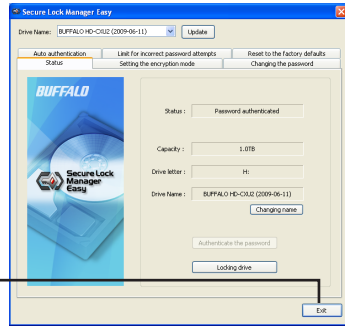 Secure Lock Manager Easy
Drive Name: BUFFALO HD-CXU2 (2009-06-11) Update
Auto authentication Limit for incorrect password attempts Reset to the factory defaults
Status Setting the encryption mode Changing the password
BUFFALO
Secure Lock
Manager
Easy
Status : Password authenticated
Capacity : 1.0TB
Drive letter : H:
Drive Name : BUFFALO HD-CXU2 (2009-06-11)
Changing name
Authenticate the password
Locking drive
Exit